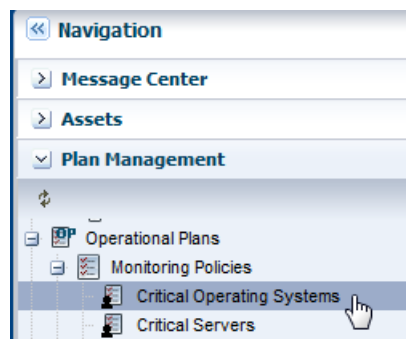 Navigation
Message Center
Assets
Plan Management
Operational Plans
Monitoring Policies
Critical Operating Systems
Critical Servers